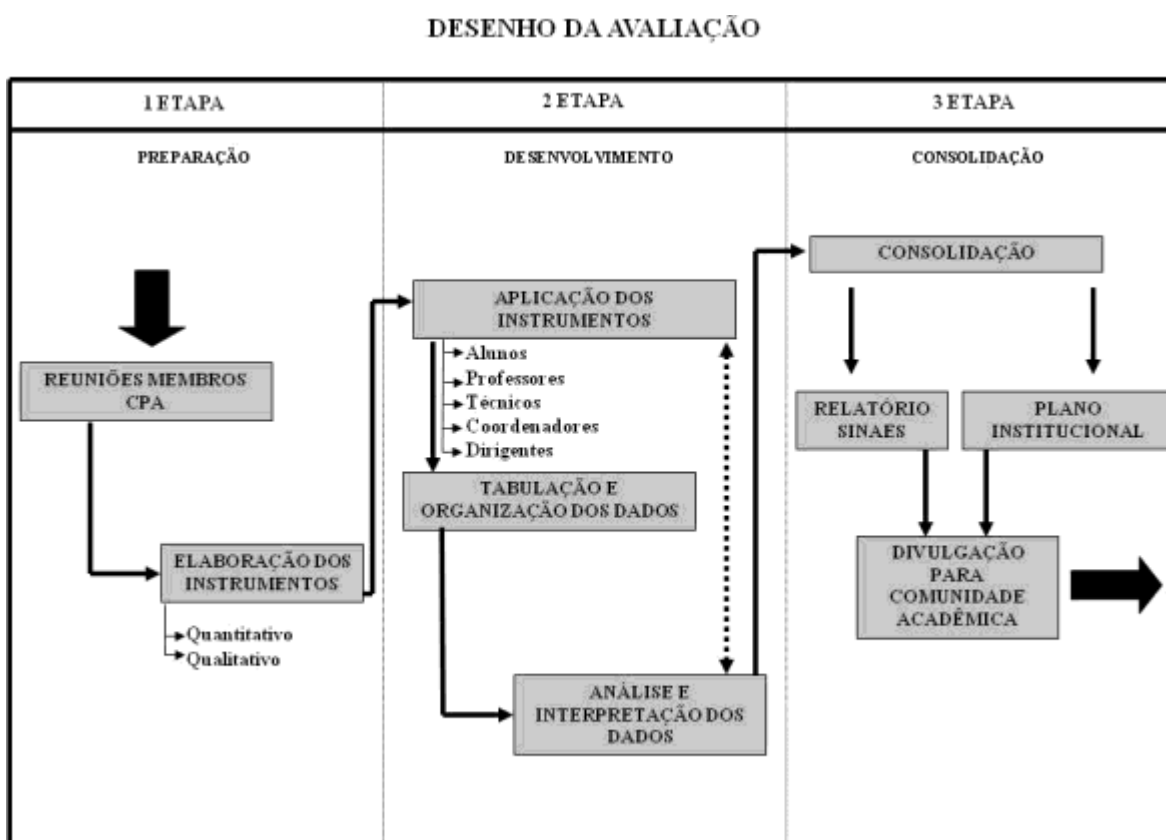 DESENHO DA AVALIAÇÃO
1 ETAPA
2 ETAPA
3 ETAPA
PREPARAÇÃO
DESENVOLVIMENTO
CONSOLIDAÇÃO
REUNIÕES MEMBROS
CPA
ELABORAÇÃO DOS
INSTRUMENTOS
Quantitativo
Qualitativo
APLICAÇÃO DOS
INSTRUMENTOS
Alunos
Professores
Técnicos
Coordenadores
Dirigentes
TABULAÇÃO E
ORGANIZAÇÃO DOS DADOS
ANÁLISE E
INTERPRETAÇÃO DOS
DADOS
CONSOLIDAÇÃO
RELATÓRIO
SINAES
PLANO
INSTITUCIONAL
DIVULGAÇÃO
PARA
COMUNIDADE
ACADÊMICA